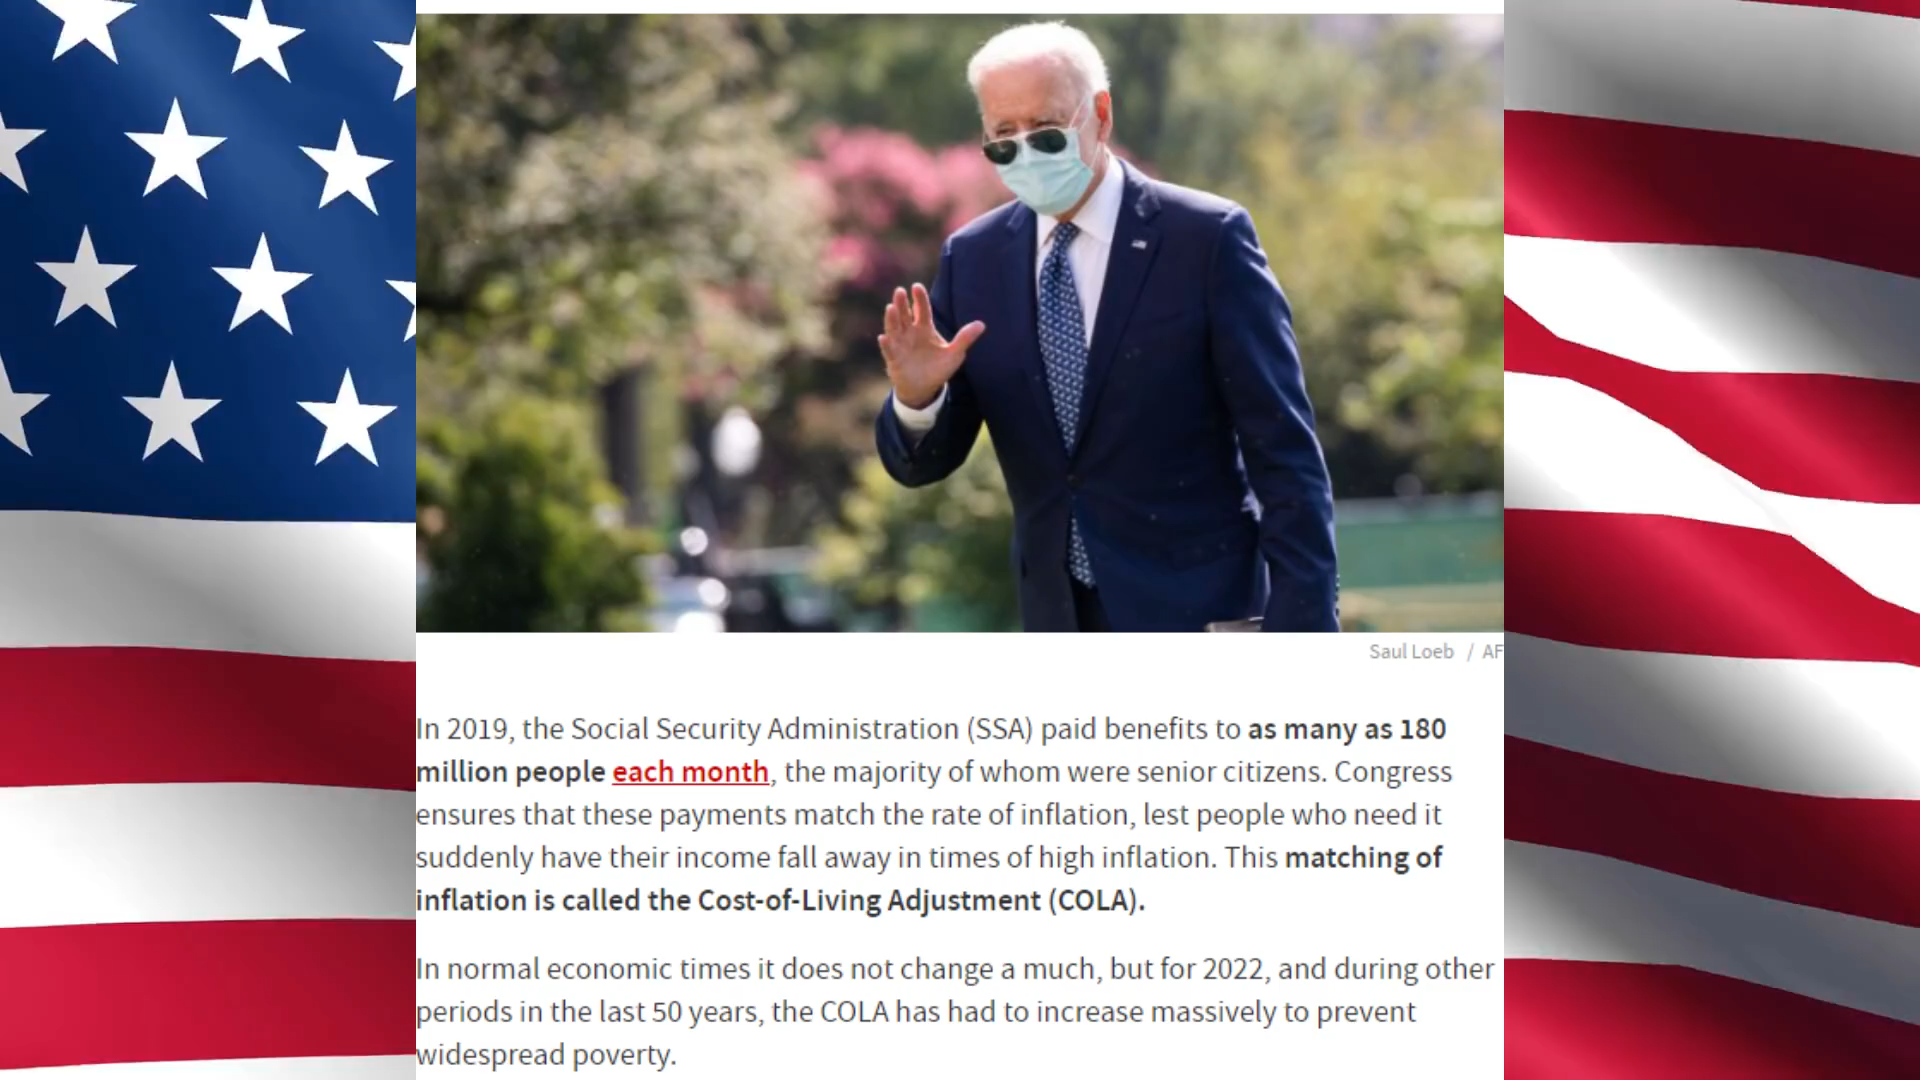 Saul Loeb / AF
In 2019, the Social Security Administration (SSA) paid benefits to as many as 180
million people each month, the majority of whom were senior citizens. Congress
ensures that these payments match the rate of inflation, lest people who need it
suddenly have their income fall away in times of high inflation. This matching of
inflation is called the Cost-of-Living Adjustment (COLA).
In normal economic times it does not change a much, but for 2022, and during other
periods in the last 50 years, the COLA has had to increase massively to prevent
widespread poverty.